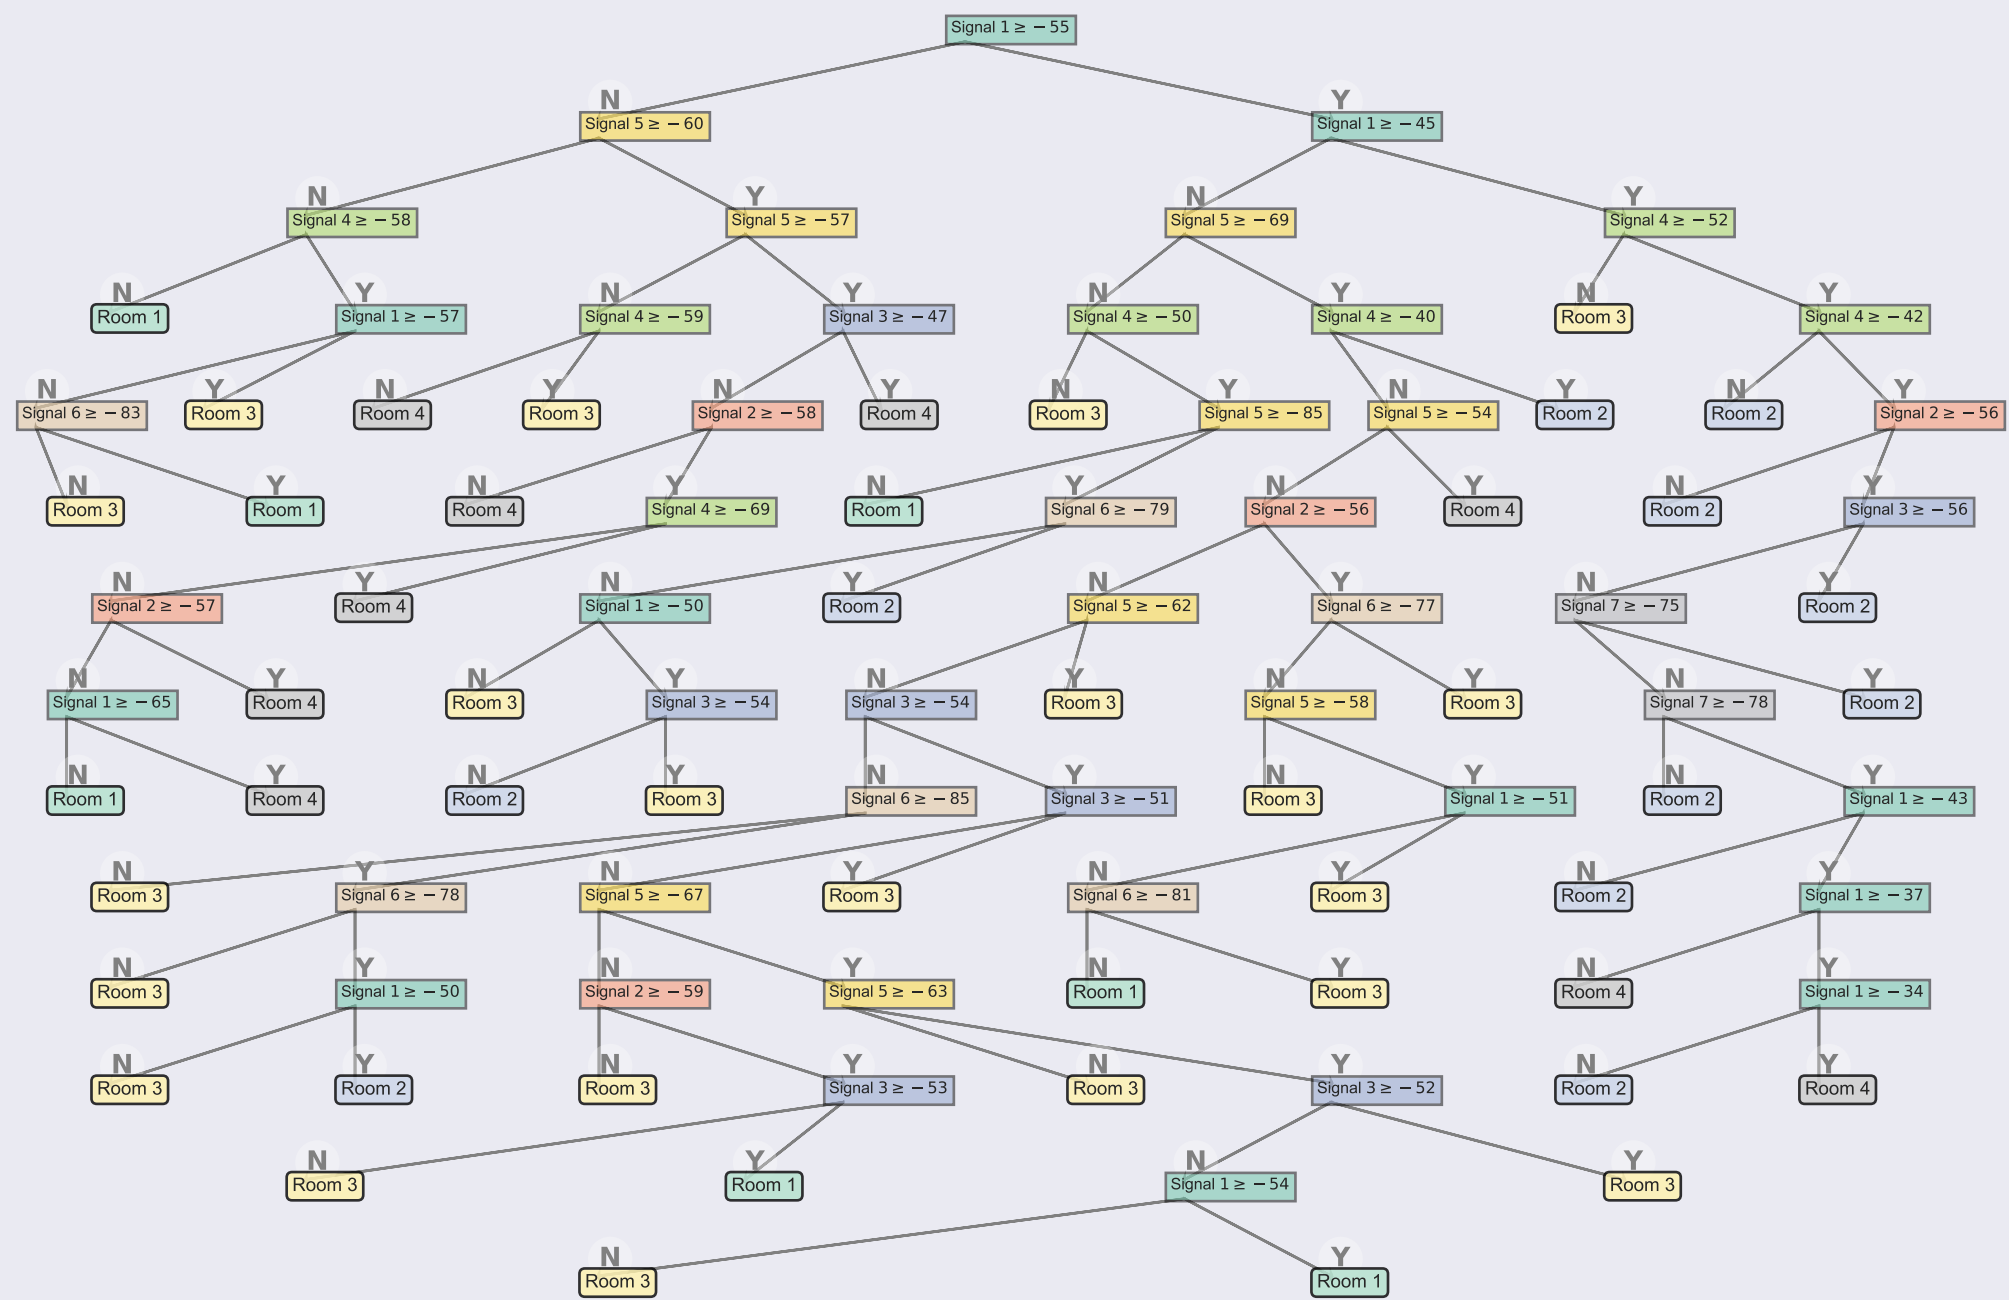 Signal 1 ≥ −55
N
Y
Signal 5 ≥ −60
Signal 1 ≥ −45
N
Y
N
Y
Signal 4 ≥ −58
Signal 5 ≥ −57
Signal 5 ≥ −69
Signal 4 ≥ −52
N
Y
N
Y
N
Y
N
Y
Room 1
Signal 1 ≥ −57
Signal 4 ≥ −59
Signal 3 ≥ −47
Signal 4 ≥ −50
Signal 4 ≥ −40
Room 3
Signal 4 ≥ −42
N
Y
N
Y
N
Y
N
Y
N
Y
N
Y
Signal 6 ≥ −83
Room 3
Room 4
Room 3
Signal 2 ≥ −58
Room 4
Room 3
Signal 5 ≥ −85
Signal 5 ≥ −54
Room 2
Room 2
Signal 2 ≥ −56
N
Y
N
Y
N
Y
N
Y
N
Y
Room 3
Room 1
Room 4
Signal 4 ≥ −69
Room 1
Signal 6 ≥ −79
Signal 2 ≥ −56
Room 4
Room 2
Signal 3 ≥ −56
N
Y
N
Y
N
Y
N
Y
Signal 2 ≥ −57
Room 4
Signal 1 ≥ −50
Room 2
Signal 5 ≥ −62
Signal 6 ≥ −77
Signal 7 ≥ −75
Room 2
N
Y
N
Y
N
Y
N
Y
N
Y
Signal 1 ≥ −65
Room 4
Room 3
Signal 3 ≥ −54
Signal 3 ≥ −54
Room 3
Signal 5 ≥ −58
Room 3
Signal 7 ≥ −78
Room 2
N
Y
N
Y
N
Y
N
Y
N
Y
Room 1
Room 4
Room 2
Room 3
Signal 6 ≥ −85
Signal 3 ≥ −51
Room 3
Signal 1 ≥ −51
Room 2
Signal 1 ≥ −43
N
Y
N
Y
N
Y
N
Y
Room 3
Signal 6 ≥ −78
Signal 5 ≥ −67
Room 3
Signal 6 ≥ −81
Room 3
Room 2
Signal 1 ≥ −37
N
Y
N
Y
N
Y
N
Y
Room 3
Signal 1 ≥ −50
Signal 2 ≥ −59
Signal 5 ≥ −63
Room 1
Room 3
Room 4
Signal 1 ≥ −34
N
Y
N
Y
N
Y
N
Y
Room 3
Room 2
Room 3
Signal 3 ≥ −53
Room 3
Signal 3 ≥ −52
Room 2
Room 4
N
Y
N
Y
Room 3
Room 1
Signal 1 ≥ −54
Room 3
N
Y
Room 3
Room 1